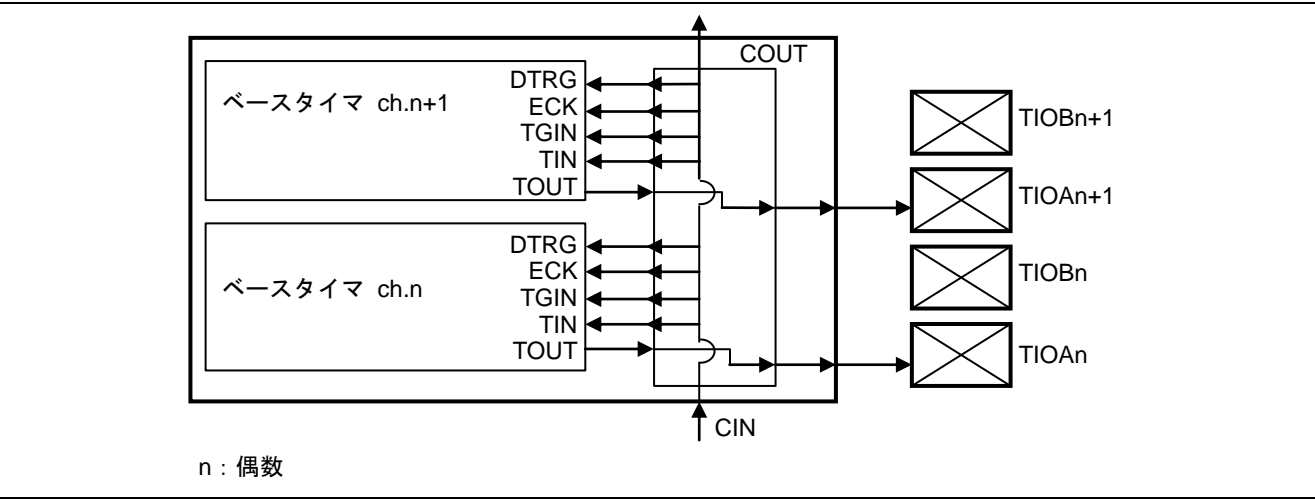 COUT
ベースタイマ ch.n+1
DTRG
ECK
TGIN
TIN
TOUT
TIOBn+1
TIOAn+1
ベースタイマ ch.n
DTRG
ECK
TGIN
TIN
TOUT
TIOBn
TIOAn
CIN
n：偶数